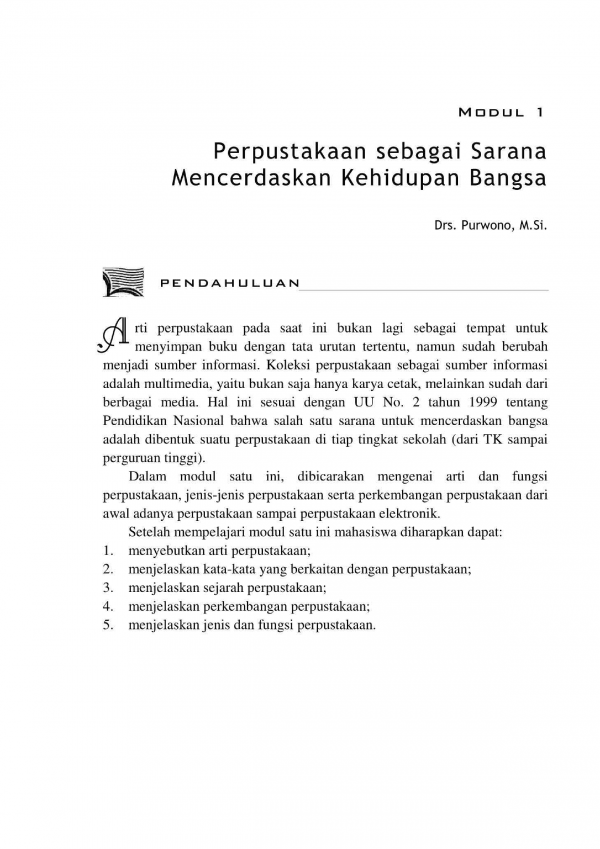 Modul 1
Perpustakaan sebagai Sarana
Mencerdaskan Kehidupan Bangsa
Drs. Purwono, M.Si.
PENDAHULUAN
Arti perpustakaan pada saat ini bukan lagi sebagai tempat untuk
menyimpan buku dengan tata urutan tertentu, namun sudah berubah
menjadi sumber informasi. Koleksi perpustakaan sebagai sumber informasi
adalah multimedia, yaitu bukan saja hanya karya cetak, melainkan sudah dari
berbagai media. Hal ini sesuai dengan UU No. 2 tahun 1999 tentang
Pendidikan Nasional bahwa salah satu sarana untuk mencerdaskan bangsa
adalah dibentuk suatu perpustakaan di tiap tingkat sekolah (dari TK sampai
perguruan tinggi).
Dalam modul satu ini, dibicarakan mengenai arti dan fungsi
perpustakaan, jenis-jenis perpustakaan serta perkembangan perpustakaan dari
awal adanya perpustakaan sampai perpustakaan elektronik.
Setelah mempelajari modul satu ini mahasiswa diharapkan dapat:
1. menyebutkan arti perpustakaan;
2. menjelaskan kata-kata yang berkaitan dengan perpustakaan;
3. menjelaskan sejarah perpustakaan;
4. menjelaskan perkembangan perpustakaan;
5. menjelaskan jenis dan fungsi perpustakaan.